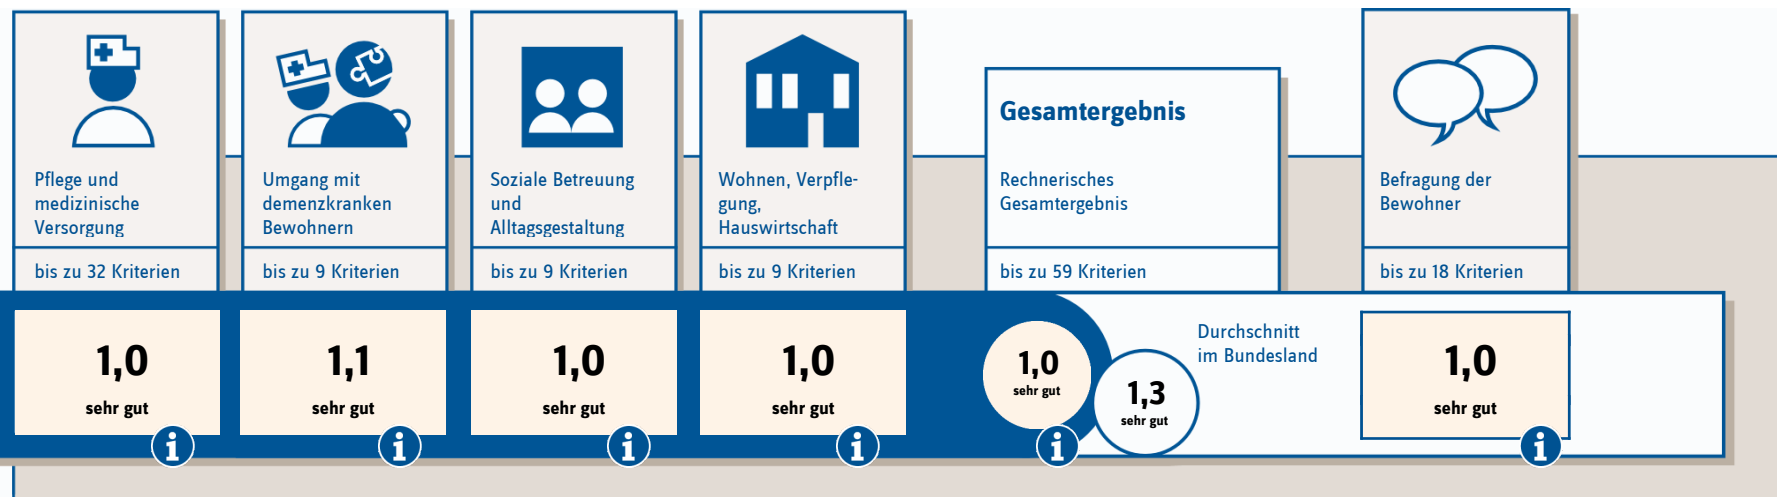 Pflege und
medizinische
Versorgung
bis zu 32 Kriterien
1,0
sehr gut
i
Umgang mit
demenzkranken
Bewohnern
bis zu 9 Kriterien
1,1
sehr gut
i
Soziale Betreuung
und
Alltagsgestaltung
bis zu 9 Kriterien
1,0
sehr gut
i
Wohnen, Verpfle-
gung,
Hauswirtschaft
bis zu 9 Kriterien
1,0
sehr gut
i
Gesamtergebnis
Rechnerisches
Gesamtergebnis
bis zu 59 Kriterien
1,0
sehr gut
i
1,3
sehr gut
Durchschnitt
im Bundesland
Befragung der
Bewohner
bis zu 18 Kriterien
1,0
sehr gut
i